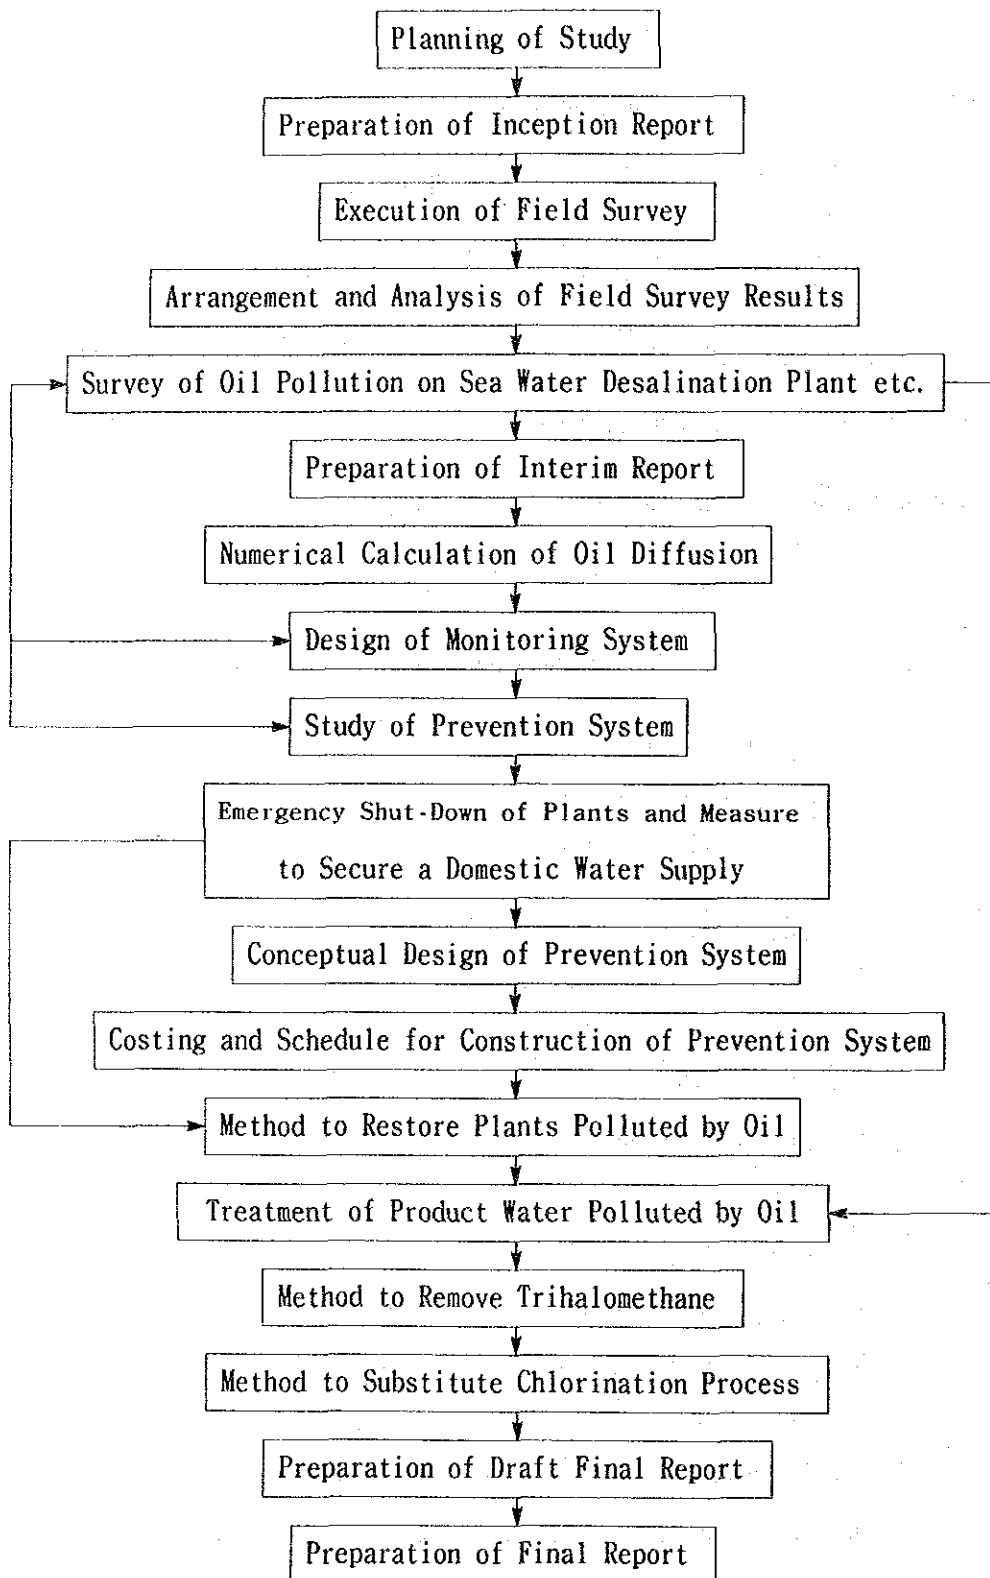 Planning of Study
Preparation of Inception Report
Execution of Field Survey
Arrangement and Analysis of Field Survey Results
Survey of Oil Pollution on Sea Water Desalination Plant etc.
Preparation of Interim Report
Numerical Calculation of Oil Diffusion
Design of Monitoring System
Study of Prevention System
Emergency Shut-Down of Plants and Measure
to Secure a Domestic Water Supply
Conceptual Design of Prevention System
Costing and Schedule for Construction of Prevention System
Method to Restore Plants Polluted by Oil
Treatment of Product Water Polluted by Oil
Method to Remove Trihalomethane
Method to Substitute Chlorination Process
Preparation of Draft Final Report
Preparation of Final Report